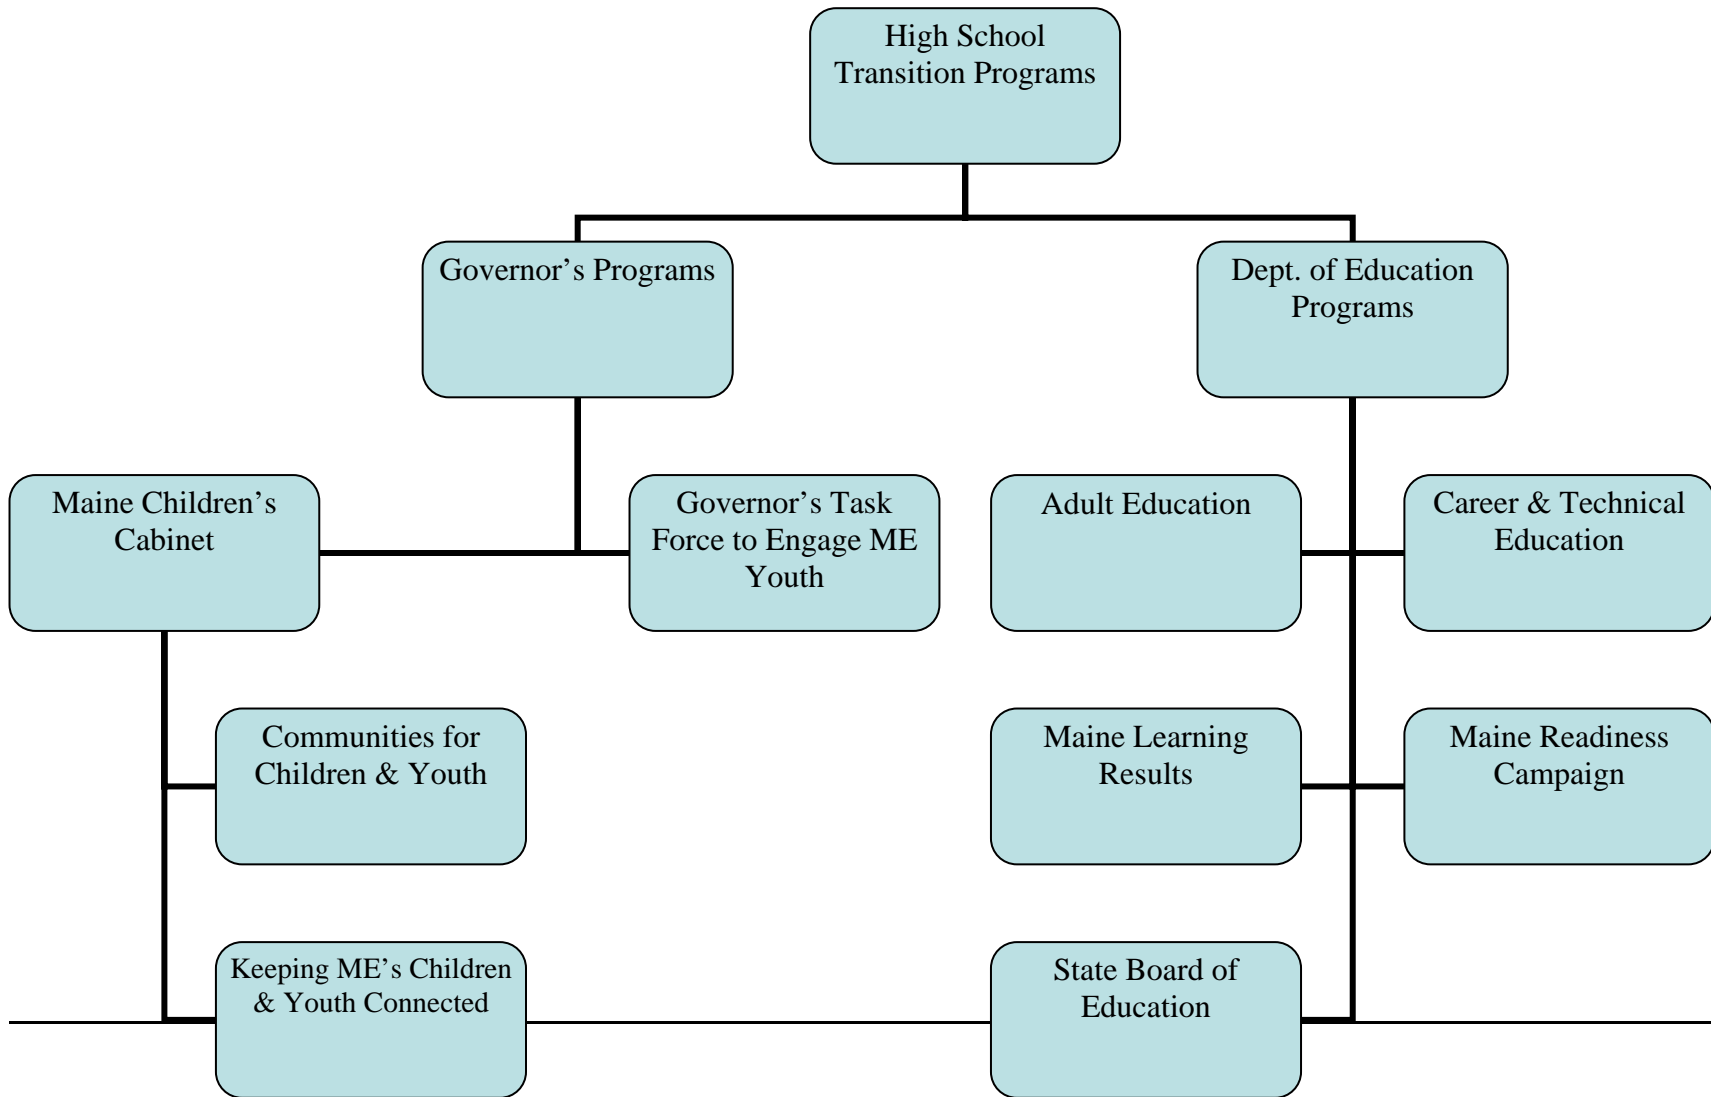 High School
Transition Programs
Governor’s Programs
Dept. of Education
Programs
Maine Children’s
Cabinet
Governor’s Task
Force to Engage ME
Youth
Adult Education
Career & Technical
Education
Communities for
Children & Youth
Maine Learning
Results
Maine Readiness
Campaign
Keeping ME’s Children
& Youth Connected
State Board of
Education